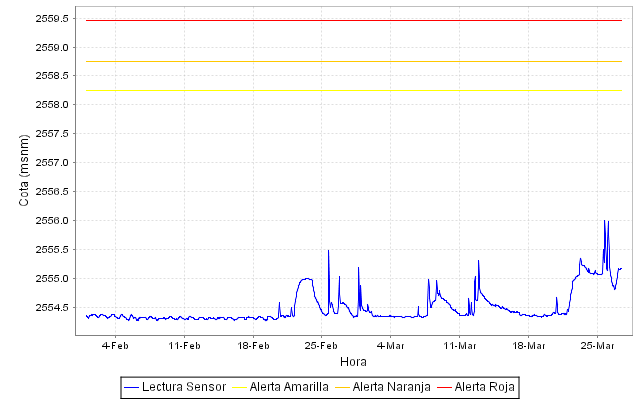 2559.5
2559.0
2558.5
2558.0
2557.5
2557.0
2556.5
2556.0
2555.5
2555.0
2554.5
Cota (msnm)
4-Feb 11-Feb 18-Feb 25-Feb 4-Mar 11-Mar 18-Mar 25-Mar
Hora
Lectura Sensor Alerta Amarilla Alerta Naranja Alerta Roja